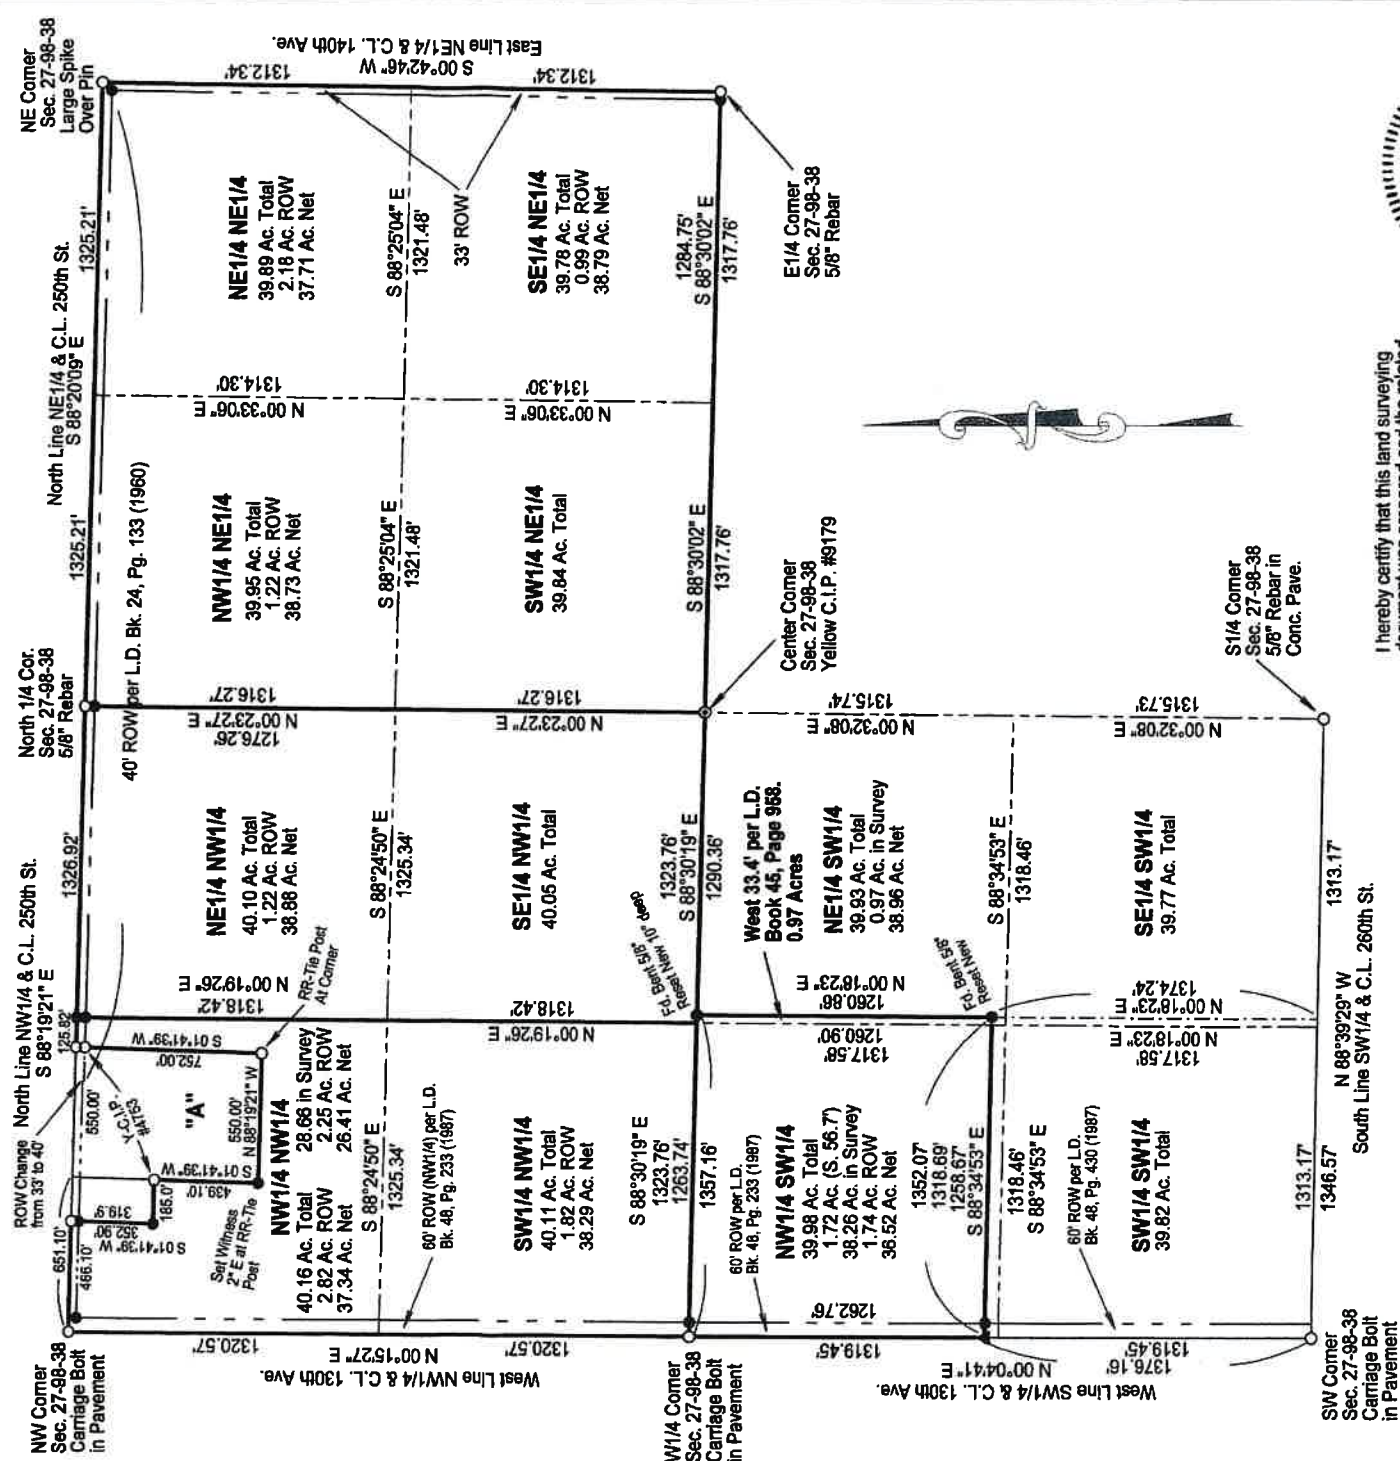 NE Corner
Sec. 27-98-38
Large Spike
Over Pin
East Line NE1/4 & C.L. 140th Ave.
S 00°42'46" W
1312.34'
1312.34'
North Line NE1/4 & C.L. 250th St.
S 88°20'09" E
1325.21'
1325.21'
NE1/4 NE1/4
39.89 Ac. Total
2.18 Ac. ROW
37.71 Ac. Net
S 88°25'04" E
1321.48'
33' ROW
SE1/4 NE1/4
39.78 Ac. Total
0.99 Ac. ROW
38.79 Ac. Net
1284.75'
S 88°30'02" E
1317.76'
E1/4 Corner
Sec. 27-98-38
5/8" Rebar
1314.30'
N 00°33'06" E
1314.30'
N 00°33'06" E
40' ROW per L.D. Bk. 24, Pg. 133 (1960)
NW1/4 NE1/4
39.95 Ac. Total
1.22 Ac. ROW
38.73 Ac. Net
S 88°25'04" E
1321.48'
SW1/4 NE1/4
39.84 Ac. Total
S 88°30'02" E
1317.76'
Center Corner
Sec. 27-98-38
Yellow C.I.P. #9179
S1/4 Corner
Sec. 27-98-38
5/8" Rebar in
Conc. Pave.
I hereby certify that this land surveying
North 1/4 Cor.
Sec. 27-98-38
5/8" Rebar
1316.27'
N 00°23'27" E
1276.26'
1316.27'
N 00°23'27" E
1315.74'
N 00°32'08" E
1315.73'
N 00°32'08" E
North Line NW1/4 & C.L. 250th St.
S 88°19'21" E
1326.92'
NE1/4 NW1/4
40.10 Ac. Total
1.22 Ac. ROW
38.88 Ac. Net
S 88°24'50" E
1325.34'
SE1/4 NW1/4
40.05 Ac. Total
1323.76'
S 88°30'19" E
1290.36'
West 33.4' per L.D.
Book 45, Page 958.
0.97 Acres
NE1/4 SW1/4
39.93 Ac. Total
0.97 Ac. in Survey
38.96 Ac. Net
S 88°34'53" E
1318.46'
SE1/4 SW1/4
39.77 Ac. Total
1313.17'
N 88°39'29" W
South Line SW1/4 & C.L. 260th St.
N 00°19'26" E
1318.42'
1318.42'
N 00°19'26" E
RR-Tie Post
At Corner
Fd. Bent 5/8"
Reset New 10" deep
N 00°18'23" E
1260.86'
1260.90'
1317.58'
Fd. Bent 5/8"
Reset New
1374.24'
N 00°18'23" E
N 00°18'23" E
1317.58'
ROW Change
from 33' to 40'
125.82'
550.00'
Y.C.I.P.
#4753
S 01°41'39" W
752.00'
"A"
550.00'
N 88°19'21" W
S 01°41'39" W
439.10'
651.10'
466.10'
319.9'
352.90'
S 01°41'39" W
185.0'
Set Witness
2" E at RR-Tie
Post
NW1/4 NW1/4
40.16 Ac. Total
2.82 Ac. ROW
37.34 Ac. Net
28.66 in Survey
2.25 Ac. ROW
26.41 Ac. Net
S 88°24'50" E
1325.34'
60' ROW (NW1/4) per L.D.
Bk. 48, Pg. 233 (1987)
SW1/4 NW1/4
40.11 Ac. Total
1.82 Ac. ROW
38.29 Ac. Net
S 88°30'19" E
1323.76'
1263.74'
1357.16'
60' ROW per L.D.
Bk. 48, Pg. 233 (1987)
NW1/4 SW1/4
39.98 Ac. Total
1.72 Ac. (S. 56.7')
38.26 Ac. in Survey
1.74 Ac. ROW
36.52 Ac. Net
1262.76'
1352.07'
1318.69'
1258.67'
S 88°34'53" E
1318.46'
S 88°34'53" E
60' ROW per L.D.
Bk. 48, Pg. 430 (1987)
SW1/4 SW1/4
39.82 Ac. Total
1313.17'
1346.57'
NW Corner
Sec. 27-98-38
Carriage Bolt
in Pavement
1320.57'
N 00°15'27" E
1320.57'
West Line NW1/4 & C.L. 130th Ave.
W1/4 Corner
Sec. 27-98-38
Carriage Bolt
in Pavement
1319.45'
N 00°04'41" E
1319.45'
1376.16'
West Line SW1/4 & C.L. 130th Ave.
SW Corner
Sec. 27-98-38
Carriage Bolt
in Pavement